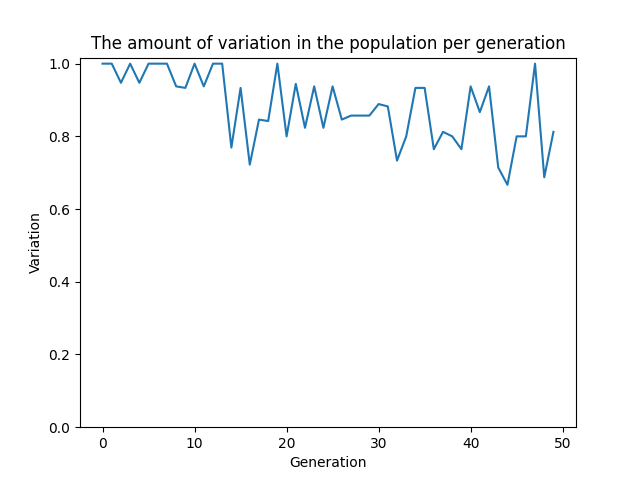 The amount of variation in the population per generation
1.0
0.8
0.6
0.4
0.2
0.0
Variation
0 10 20 30 40 50
Generation